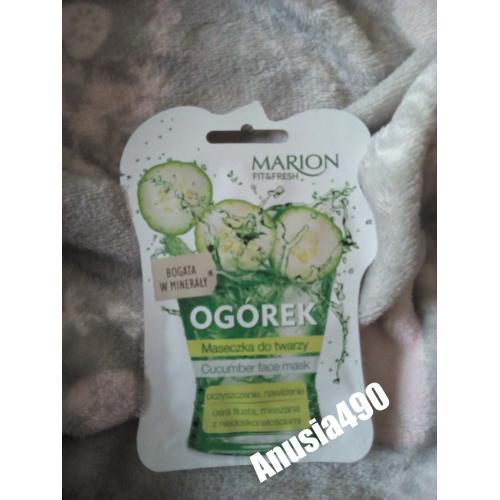 MARION
FIT&FRESH
BOGATA
W MINERAŁY
OGÓREK
Maseczka do twarzy
Cucumber face mask
oczyszczenie, nawilżenie
cera tłusta, mieszana
z niedoskonałościami
Anusia490